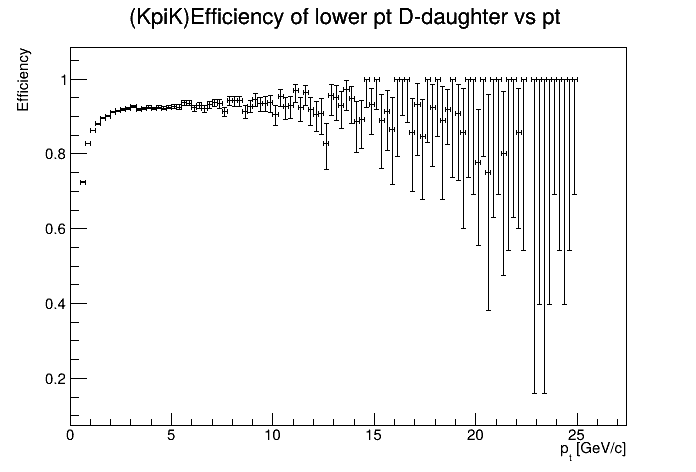 (KpiK)Efficiency of lower pt D-daughter vs pt
Efficiency
1
0.8
0.6
0.4
0.2
0 5 10 15 20 25
p_t [GeV/c]